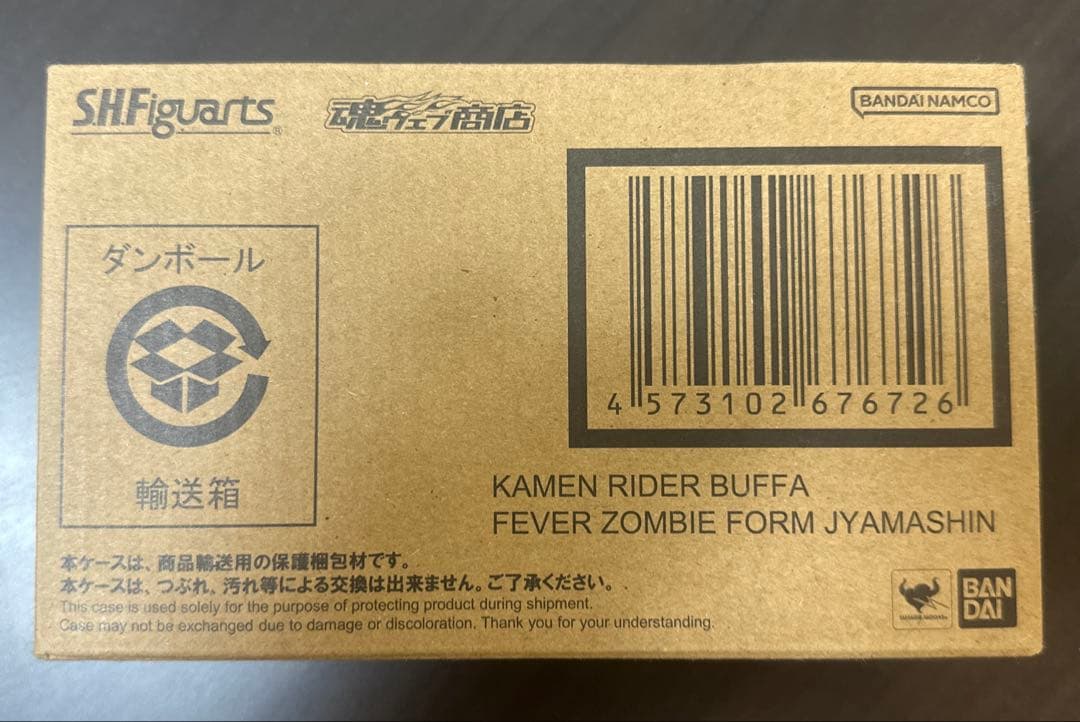 S.H.Figuarts®
魂ウェブ商店
BANDAI NAMCO
ダンボール
輸送箱
4 573102 676726
KAMEN RIDER BUFFA
FEVER ZOMBIE FORM JYAMASHIN
本ケースは、商品輸送用の保護梱包材です。
本ケースは、つぶれ、汚れ等による交換は出来ません。ご了承ください。
This case is used solely for the purpose of protecting product during shipment.
Case may not be exchanged due to damage or discoloration. Thank you for your understanding.
BAN
DAI